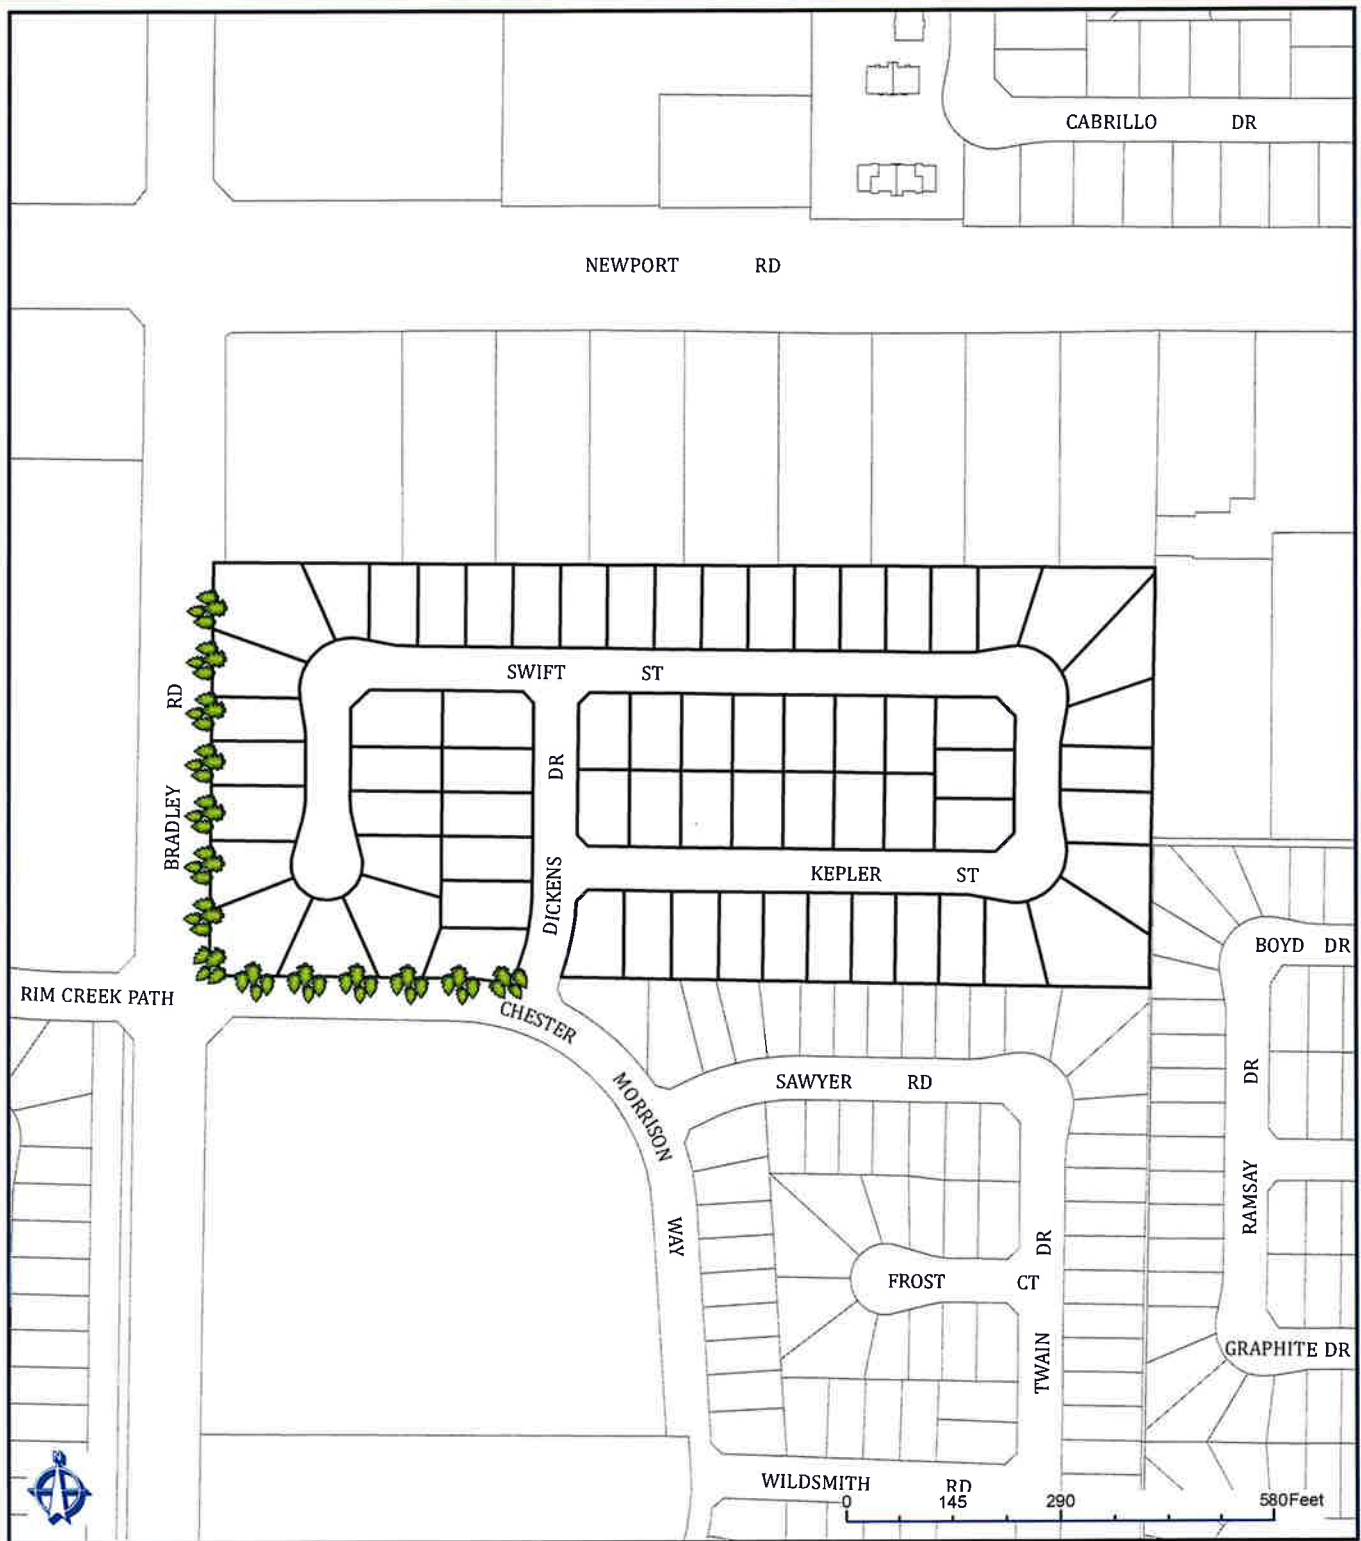 CABRILLO DR
NEWPORT RD
SWIFT ST
BRADLEY RD
DICKENS DR
KEPLER ST
BOYD DR
RIM CREEK PATH
CHESTER MORRISON WAY
SAWYER RD
RAMSAY DR
FROST CT
TWAIN DR
GRAPHITE DR
WILDSMITH RD
0 145 290 580Feet
N